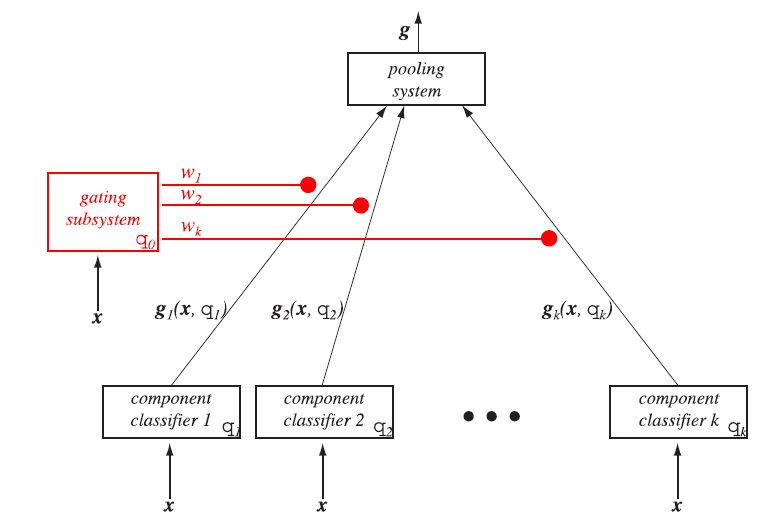 g
pooling
system
w1
w2
wk
gating
subsystem
q0
x
g1(x, q1)
g2(x, q2)
gk(x, qk)
component
classifier 1
q1
component
classifier 2
q2
component
classifier k
qk
x
x
x